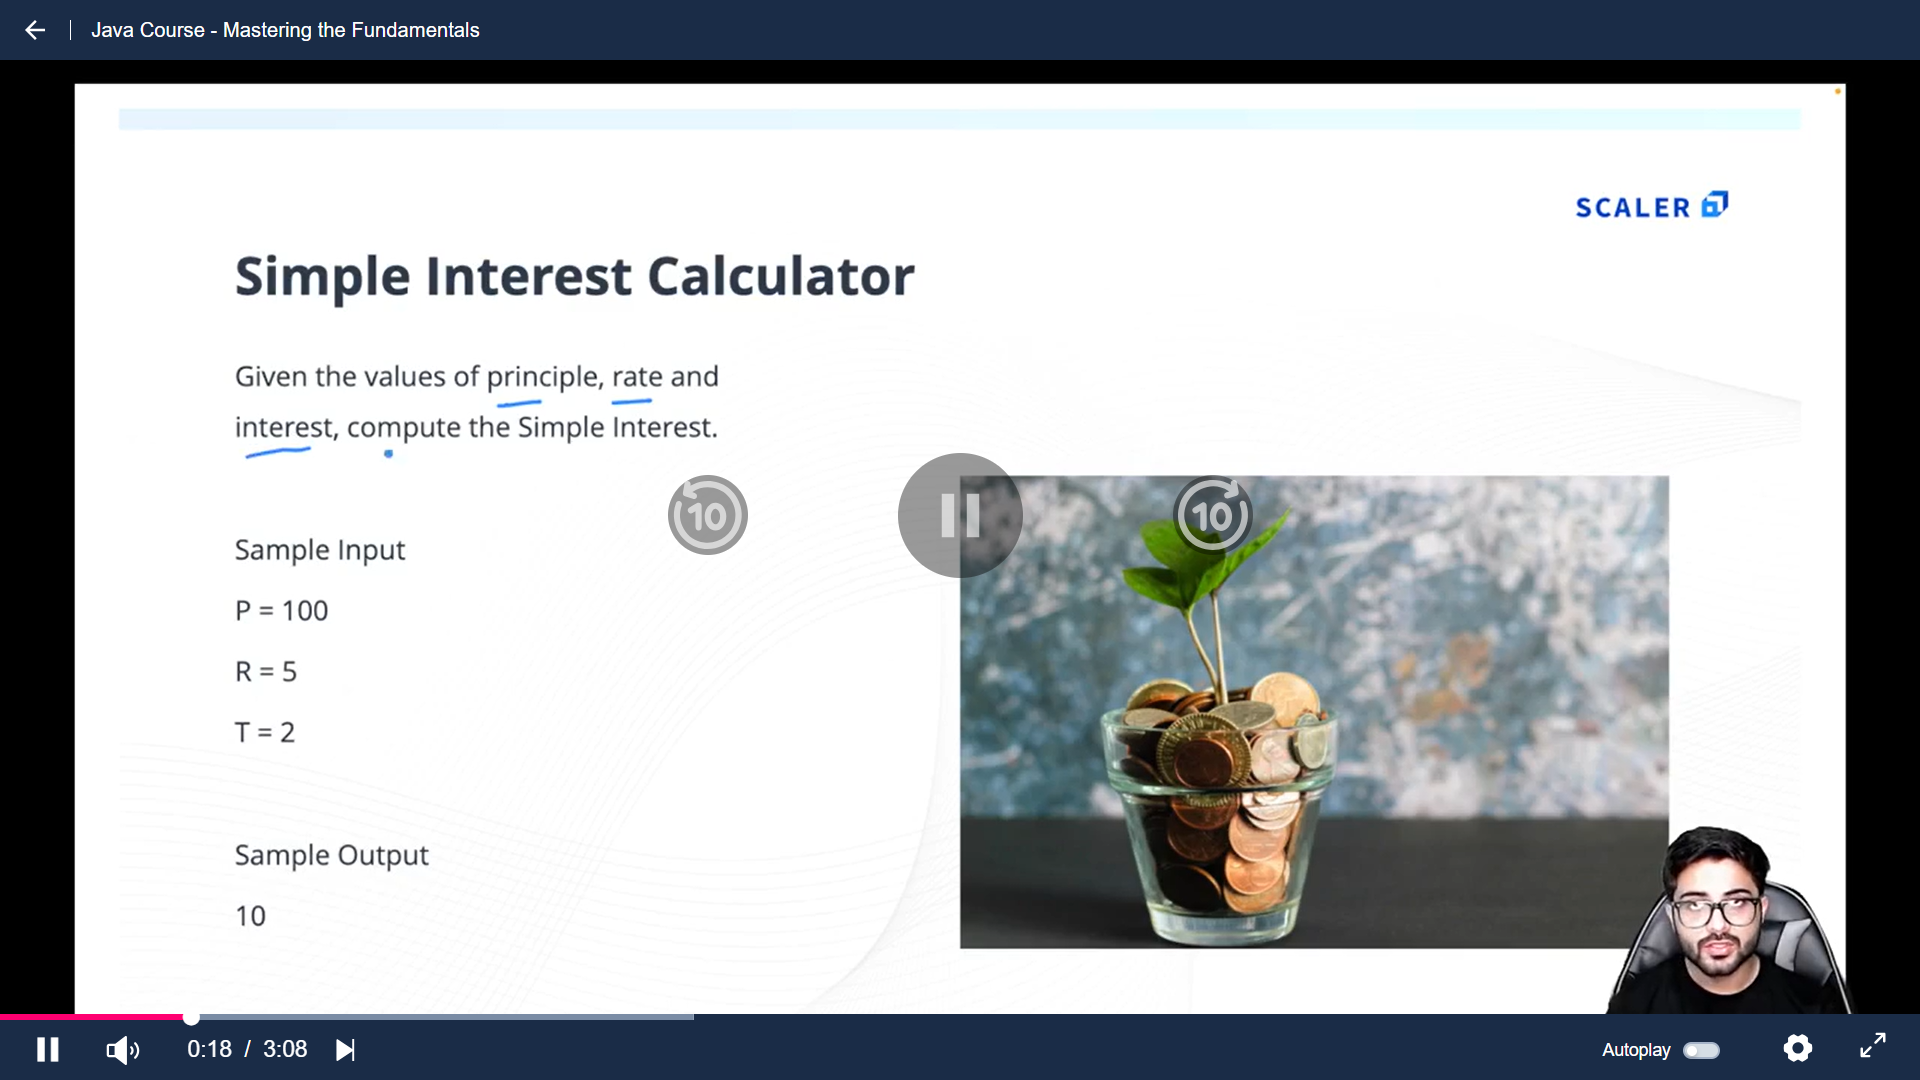 Java Course - Mastering the Fundamentals
SCALER
Simple Interest Calculator
Given the values of principle, rate and
interest, compute the Simple Interest.
10
10
Sample Input
P = 100
R = 5
T = 2
Sample Output
10
0:18 / 3:08
Autoplay